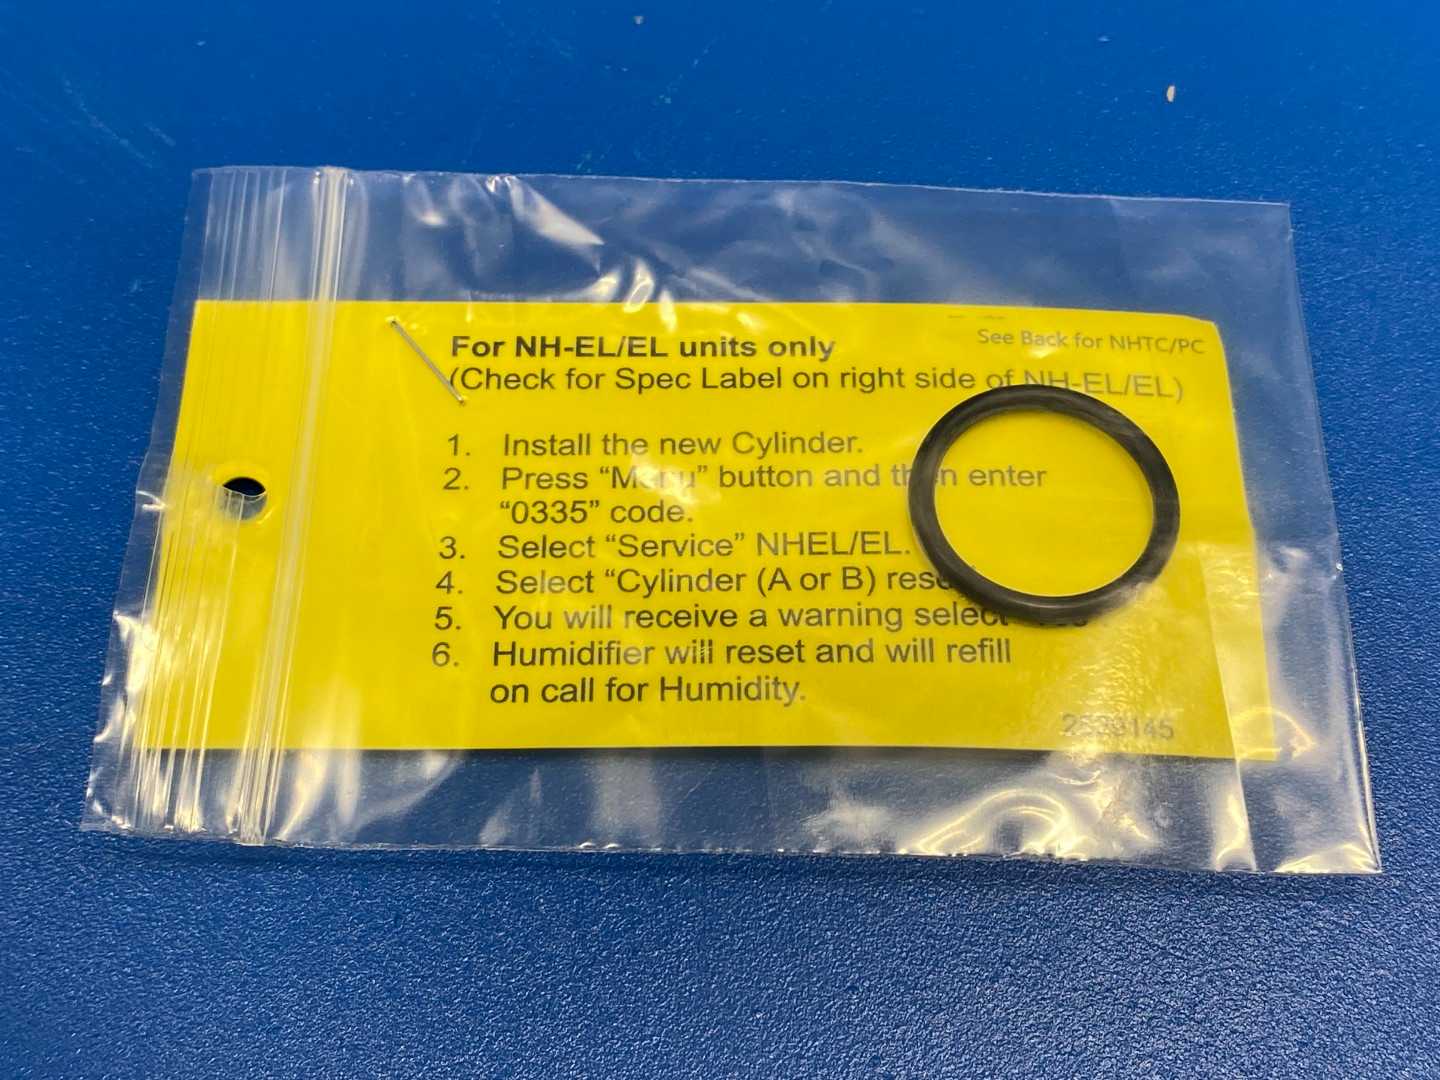 See Back for NHTC/PC
For NH-EL/EL units only
(Check for Spec Label on right side of NH-EL/EL)
1. Install the new Cylinder.
2. Press “Menu” button and then enter
“0335” code.
3. Select “Service” NHEL/EL.
4. Select “Cylinder (A or B)
5. You will receive a warning select
6. Humidifier will reset and will refill
on call for Humidity.